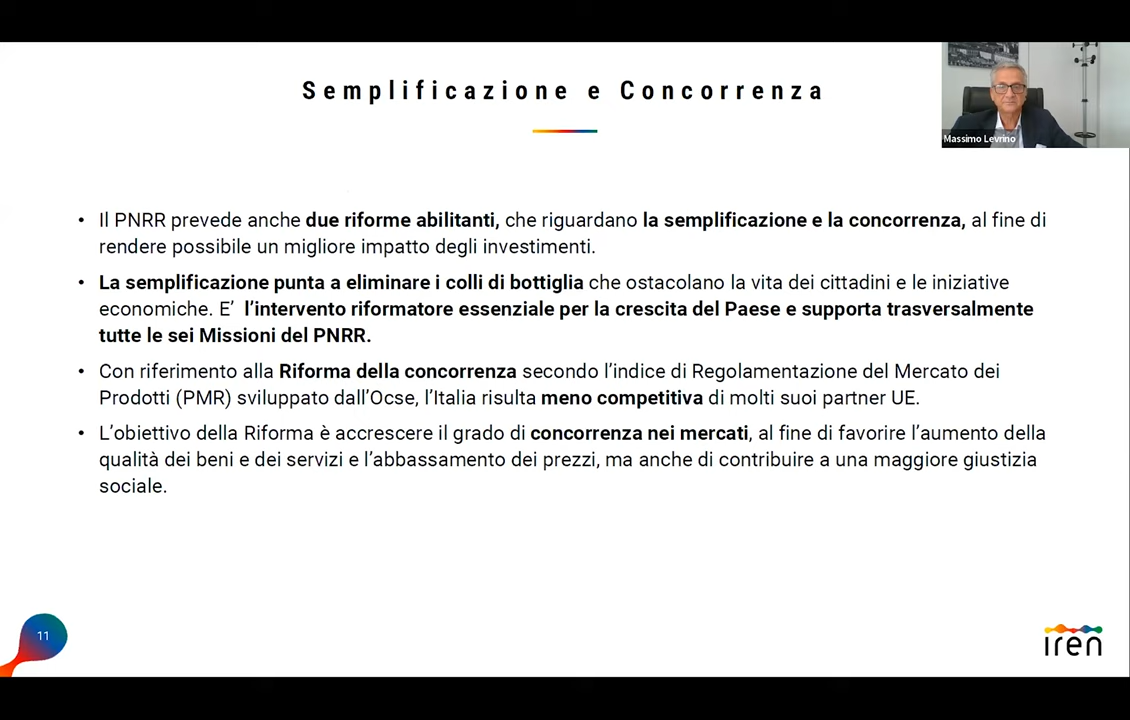 Semplificazione e Concorrenza
Massimo Levrino
• Il PNRR prevede anche due riforme abilitanti, che riguardano la semplificazione e la concorrenza, al fine di
rendere possibile un migliore impatto degli investimenti.
• La semplificazione punta a eliminare i colli di bottiglia che ostacolano la vita dei cittadini e le iniziative
economiche. E’ l’intervento riformatore essenziale per la crescita del Paese e supporta trasversalmente
tutte le sei Missioni del PNRR.
• Con riferimento alla Riforma della concorrenza secondo l’indice di Regolamentazione del Mercato dei
Prodotti (PMR) sviluppato dall’Ocse, l’Italia risulta meno competitiva di molti suoi partner UE.
• L’obiettivo della Riforma è accrescere il grado di concorrenza nei mercati, al fine di favorire l’aumento della
qualità dei beni e dei servizi e l’abbassamento dei prezzi, ma anche di contribuire a una maggiore giustizia
sociale.
11
iren